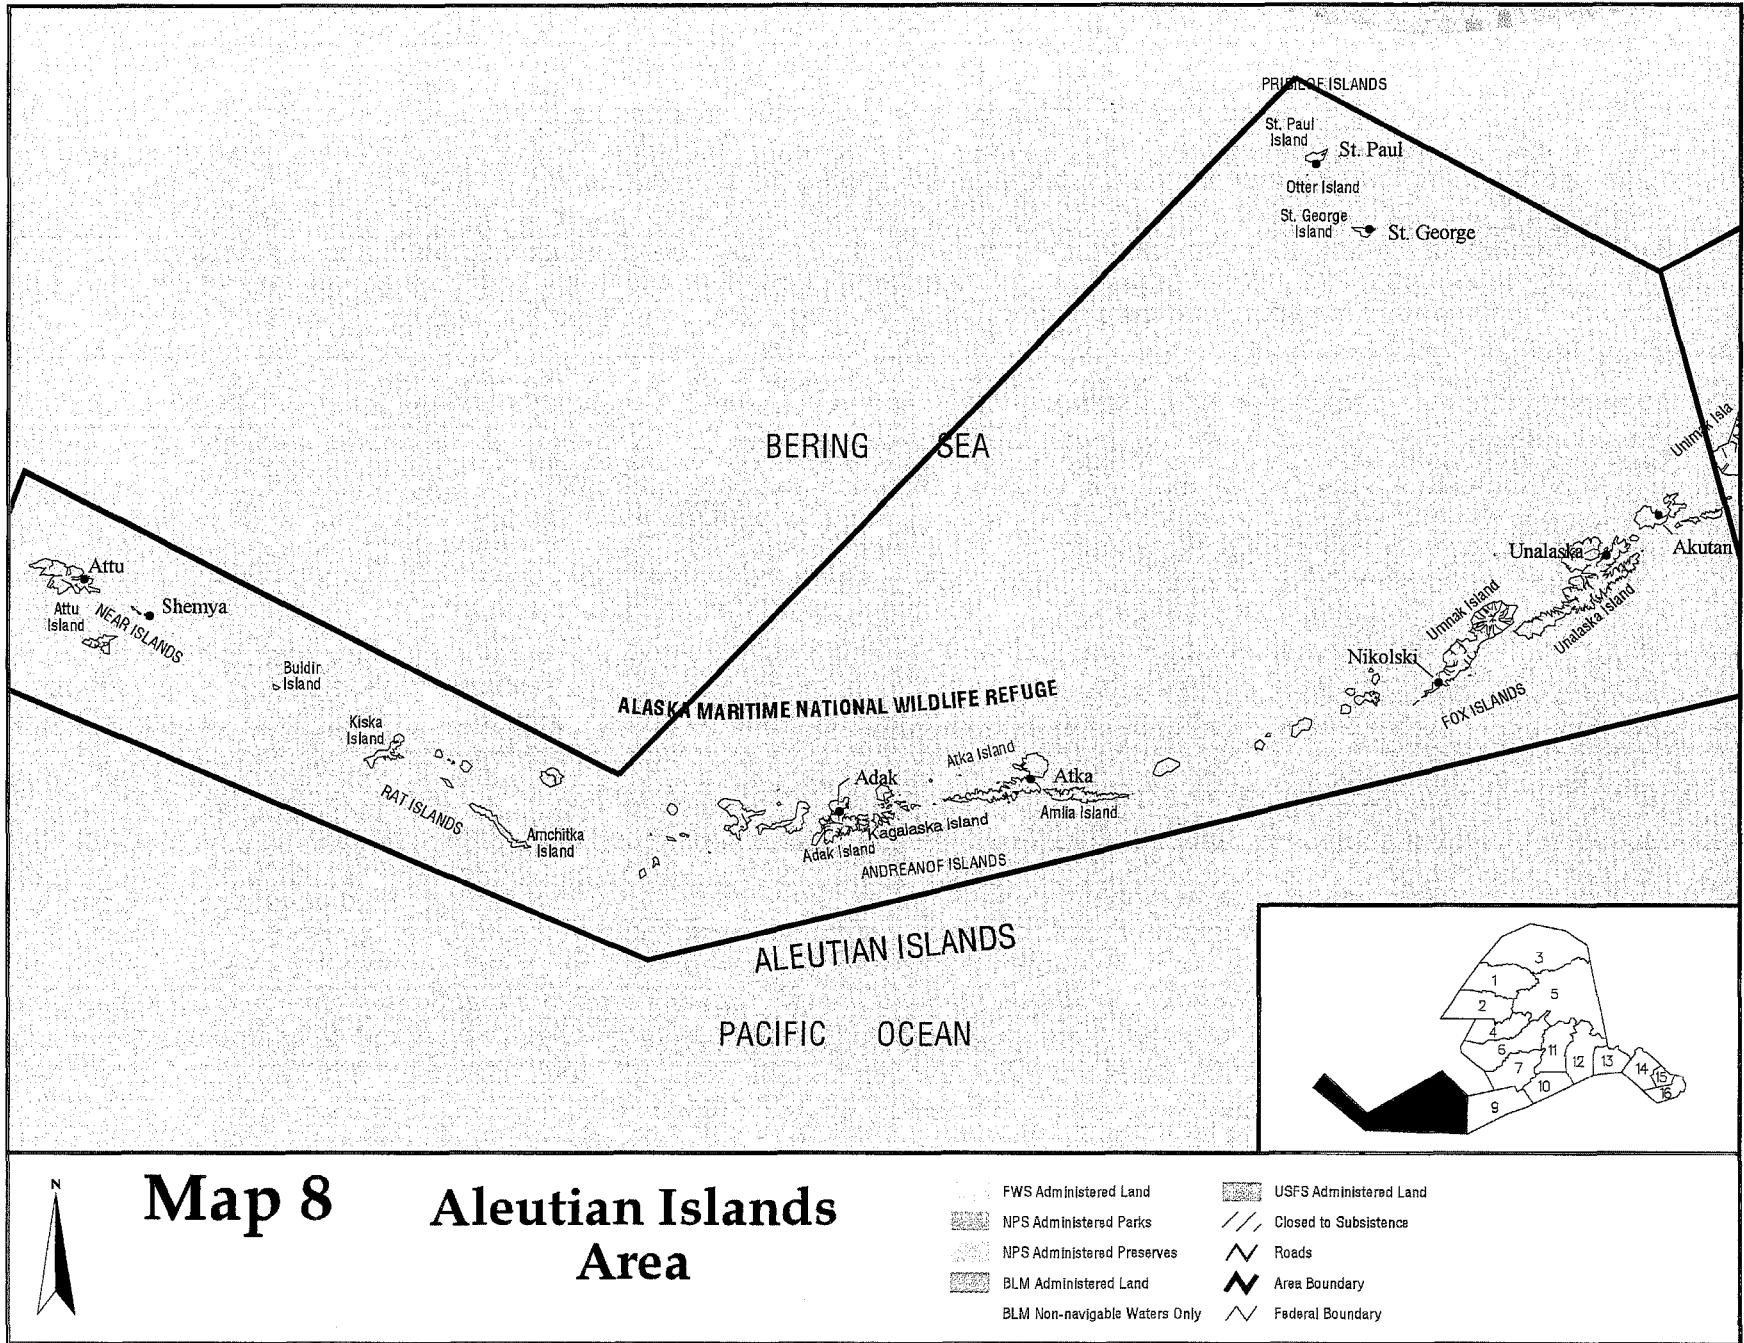 PRIBILOF ISLANDS
St. Paul
Island
St. Paul
Otter Island
St. George
Island
St. George
BERING SEA
Unimak Isla
Akutan
Unalaska
Unalaska Island
Umnak Island
Nikolski
FOX ISLANDS
Attu
Attu
Island
Shemya
NEAR ISLANDS
Buldir
Island
Kiska
Island
RAT ISLANDS
Amchitka
Island
ALASKA MARITIME NATIONAL WILDLIFE REFUGE
Adak
Adak Island
Kagalaska Island
Atka Island
Atka
Amlia Island
ANDREANOF ISLANDS
ALEUTIAN ISLANDS
PACIFIC OCEAN
3
1
5
2
4
6
7
11
12
13
14
15
16
10
9
N
Map 8
Aleutian Islands
Area
FWS Administered Land
NPS Administered Parks
NPS Administered Preserves
BLM Administered Land
BLM Non-navigable Waters Only
USFS Administered Land
Closed to Subsistence
Roads
Area Boundary
Federal Boundary